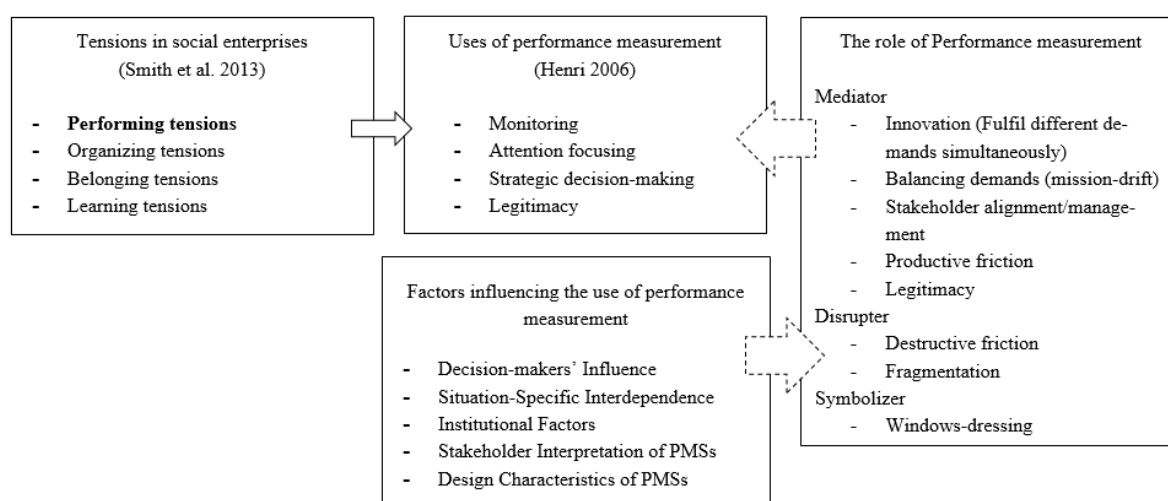 Tensions in social enterprises
(Smith et al. 2013)
- Performing tensions
- Organizing tensions
- Belonging tensions
- Learning tensions
Uses of performance measurement
(Henri 2006)
- Monitoring
- Attention focusing
- Strategic decision-making
- Legitimacy
The role of Performance measurement
Mediator
- Innovation (Fulfil different de-
mands simultaneously)
- Balancing demands (mission-drift)
- Stakeholder alignment/manage-
ment
- Productive friction
- Legitimacy
Disrupter
- Destructive friction
- Fragmentation
Symbolizer
- Windows-dressing
Factors influencing the use of performance
measurement
- Decision-makers’ Influence
- Situation-Specific Interdependence
- Institutional Factors
- Stakeholder Interpretation of PMSs
- Design Characteristics of PMSs